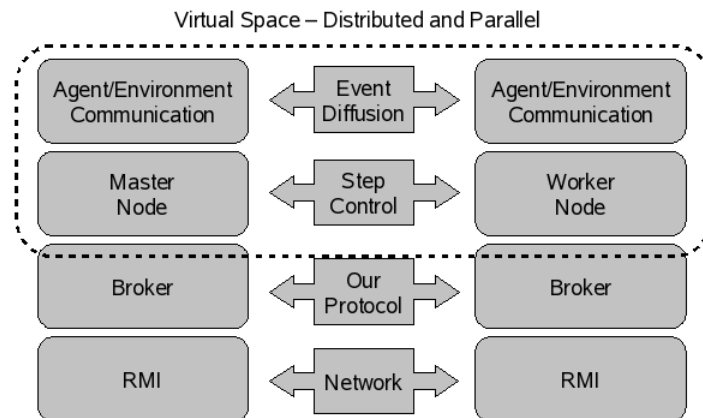 Virtual Space – Distributed and Parallel
Agent/Environment
Communication
Event
Diffusion
Agent/Environment
Communication
Master
Node
Step
Control
Worker
Node
Broker
Our
Protocol
Broker
RMI
Network
RMI